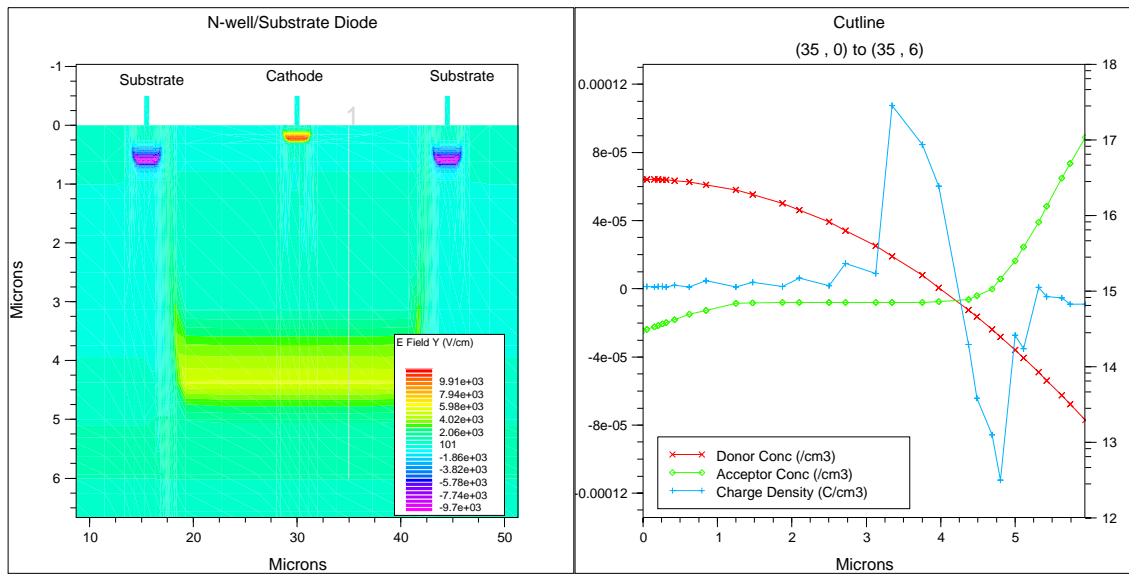 N-well/Substrate Diode
Substrate Cathode Substrate
1
-1
0
1
2
3
4
5
6
Microns
10 20 30 40 50
Microns
E Field Y (V/cm)
9.91e+03
7.94e+03
5.98e+03
4.02e+03
2.06e+03
101
-1.86e+03
-3.82e+03
-5.78e+03
-7.74e+03
-9.7e+03
Cutline
(35 , 0) to (35 , 6)
0.00012
8e-05
4e-05
0
-4e-05
-8e-05
-0.00012
18
17
16
15
14
13
12
Donor Conc (/cm3)
Acceptor Conc (/cm3)
Charge Density (C/cm3)
0 1 2 3 4 5
Microns